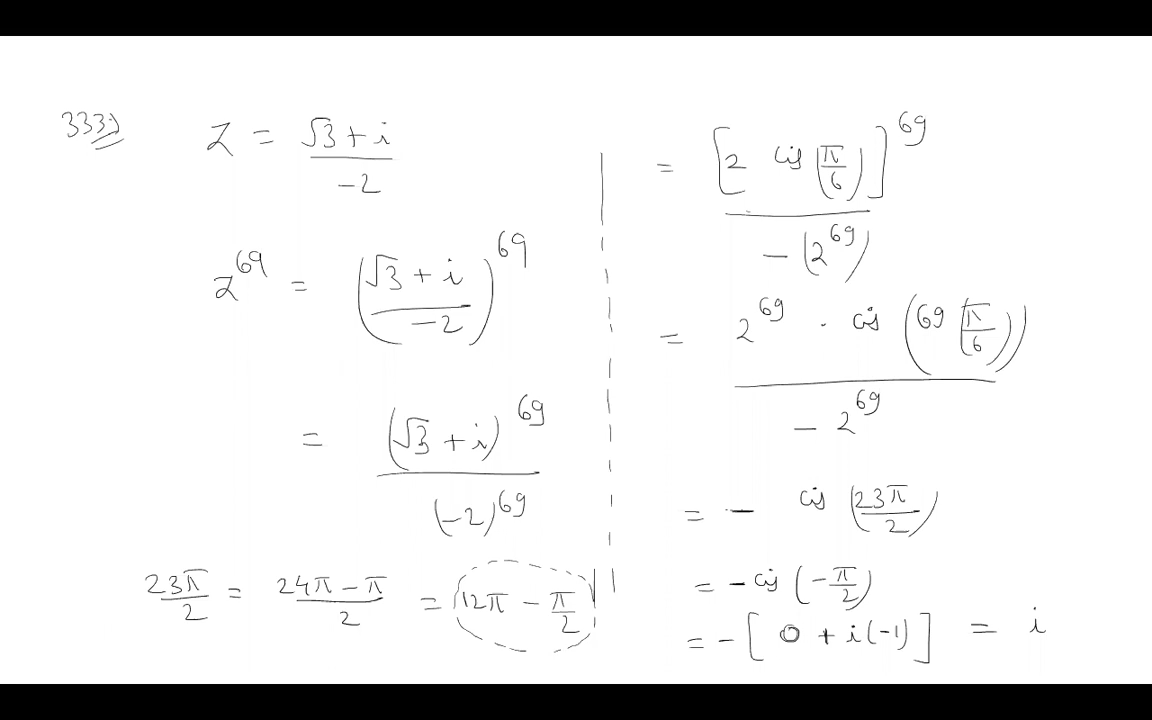 333)
z = (√3 + i)/(-2)
z^69 = ((√3 + i)/(-2))^69
= (√3 + i)^69/(-2)^69
23π/2 = (24π - π)/2 = 12π - π/2
= [2 cis(π/6)]^69/-(2^69)
= 2^69 · cis(69(π/6))/-2^69
= - cis(23π/2)
= - cis(-π/2)
= -[0 + i(-1)] = i